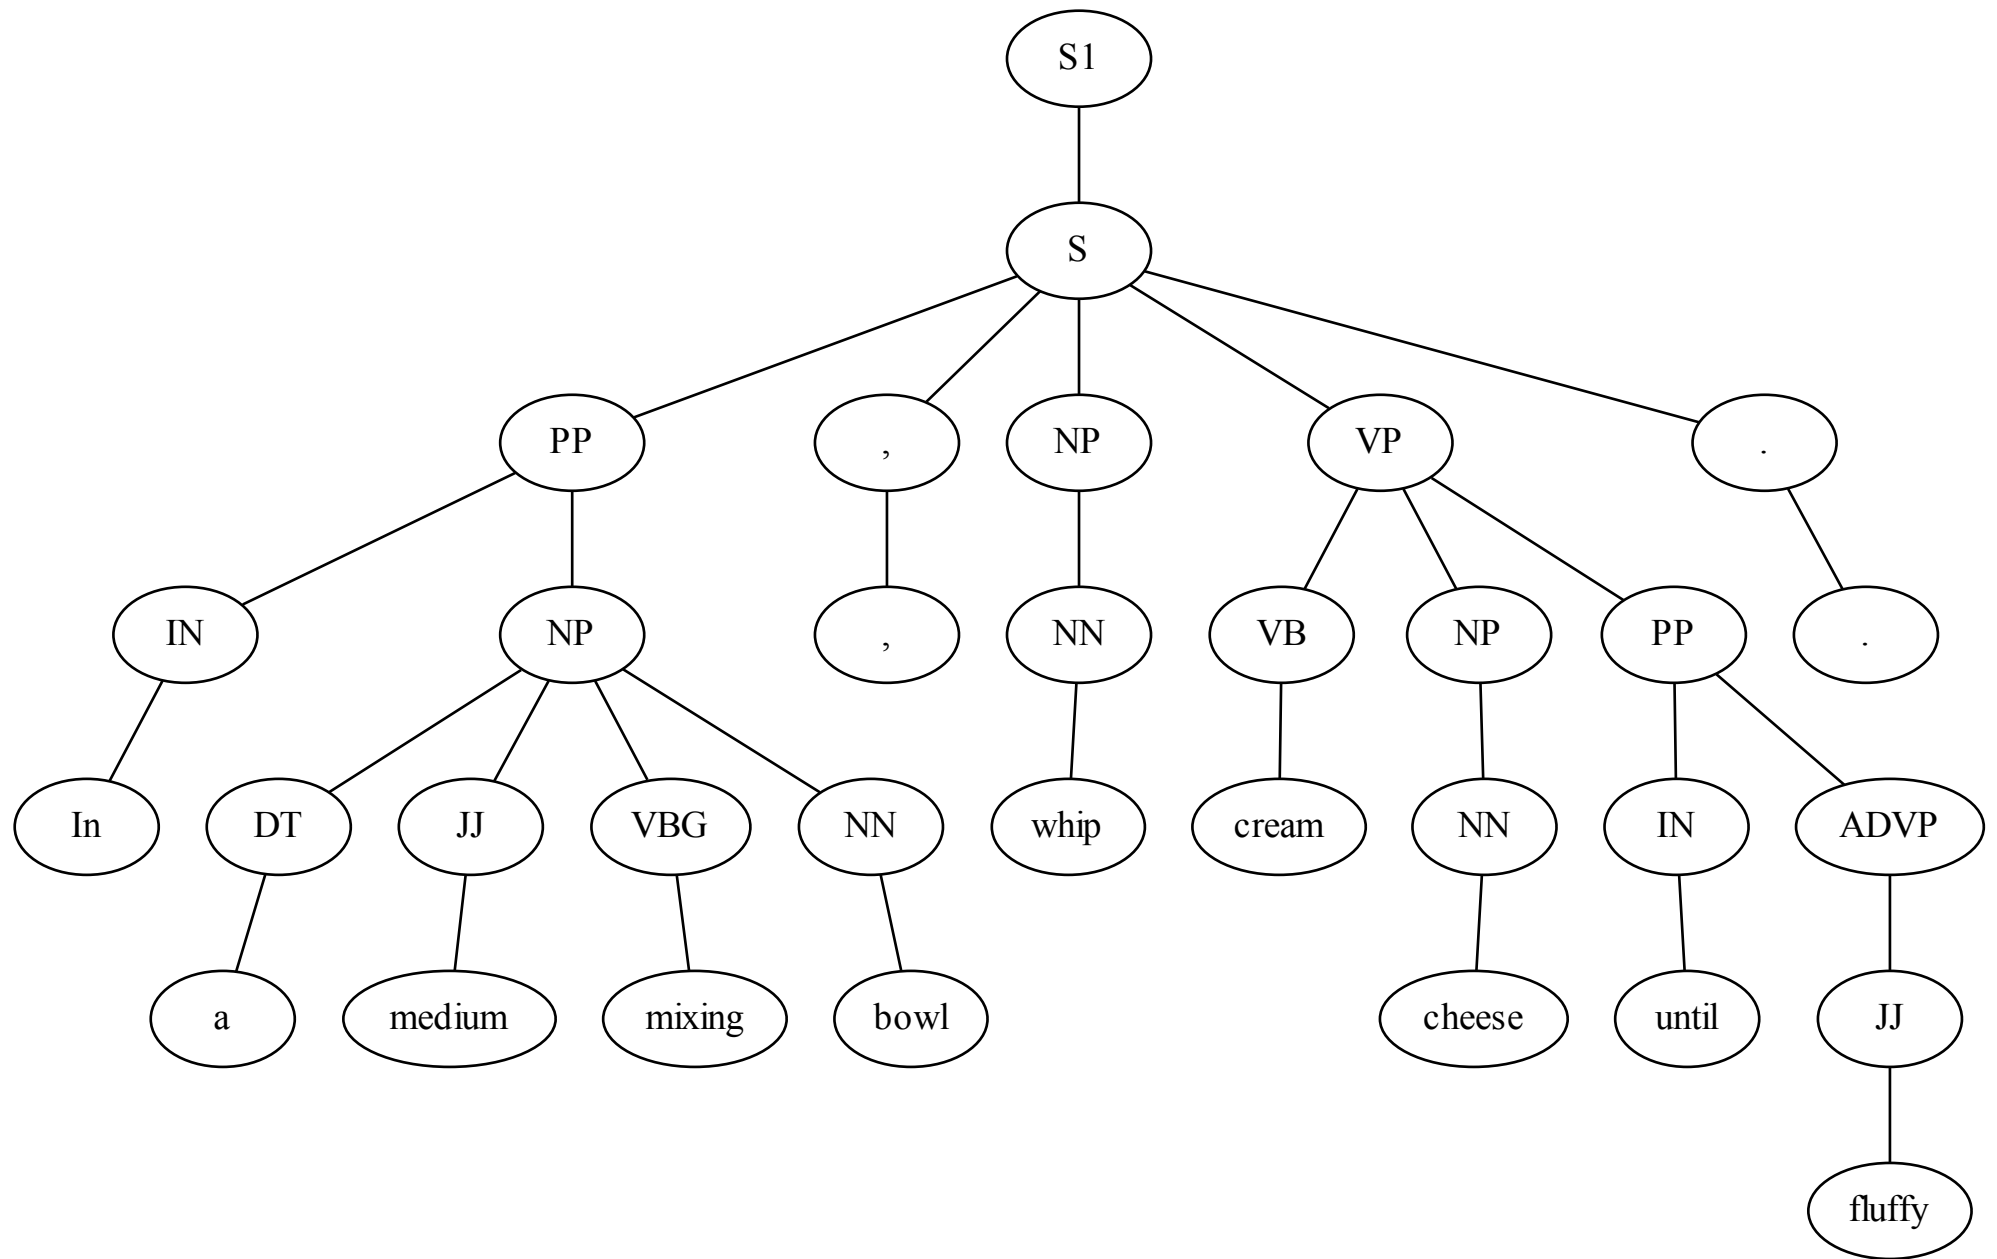 S1
S
PP , NP VP .
IN NP , NN VB NP PP .
In DT JJ VBG NN whip cream NN IN ADVP
a medium mixing bowl cheese until JJ
fluffy